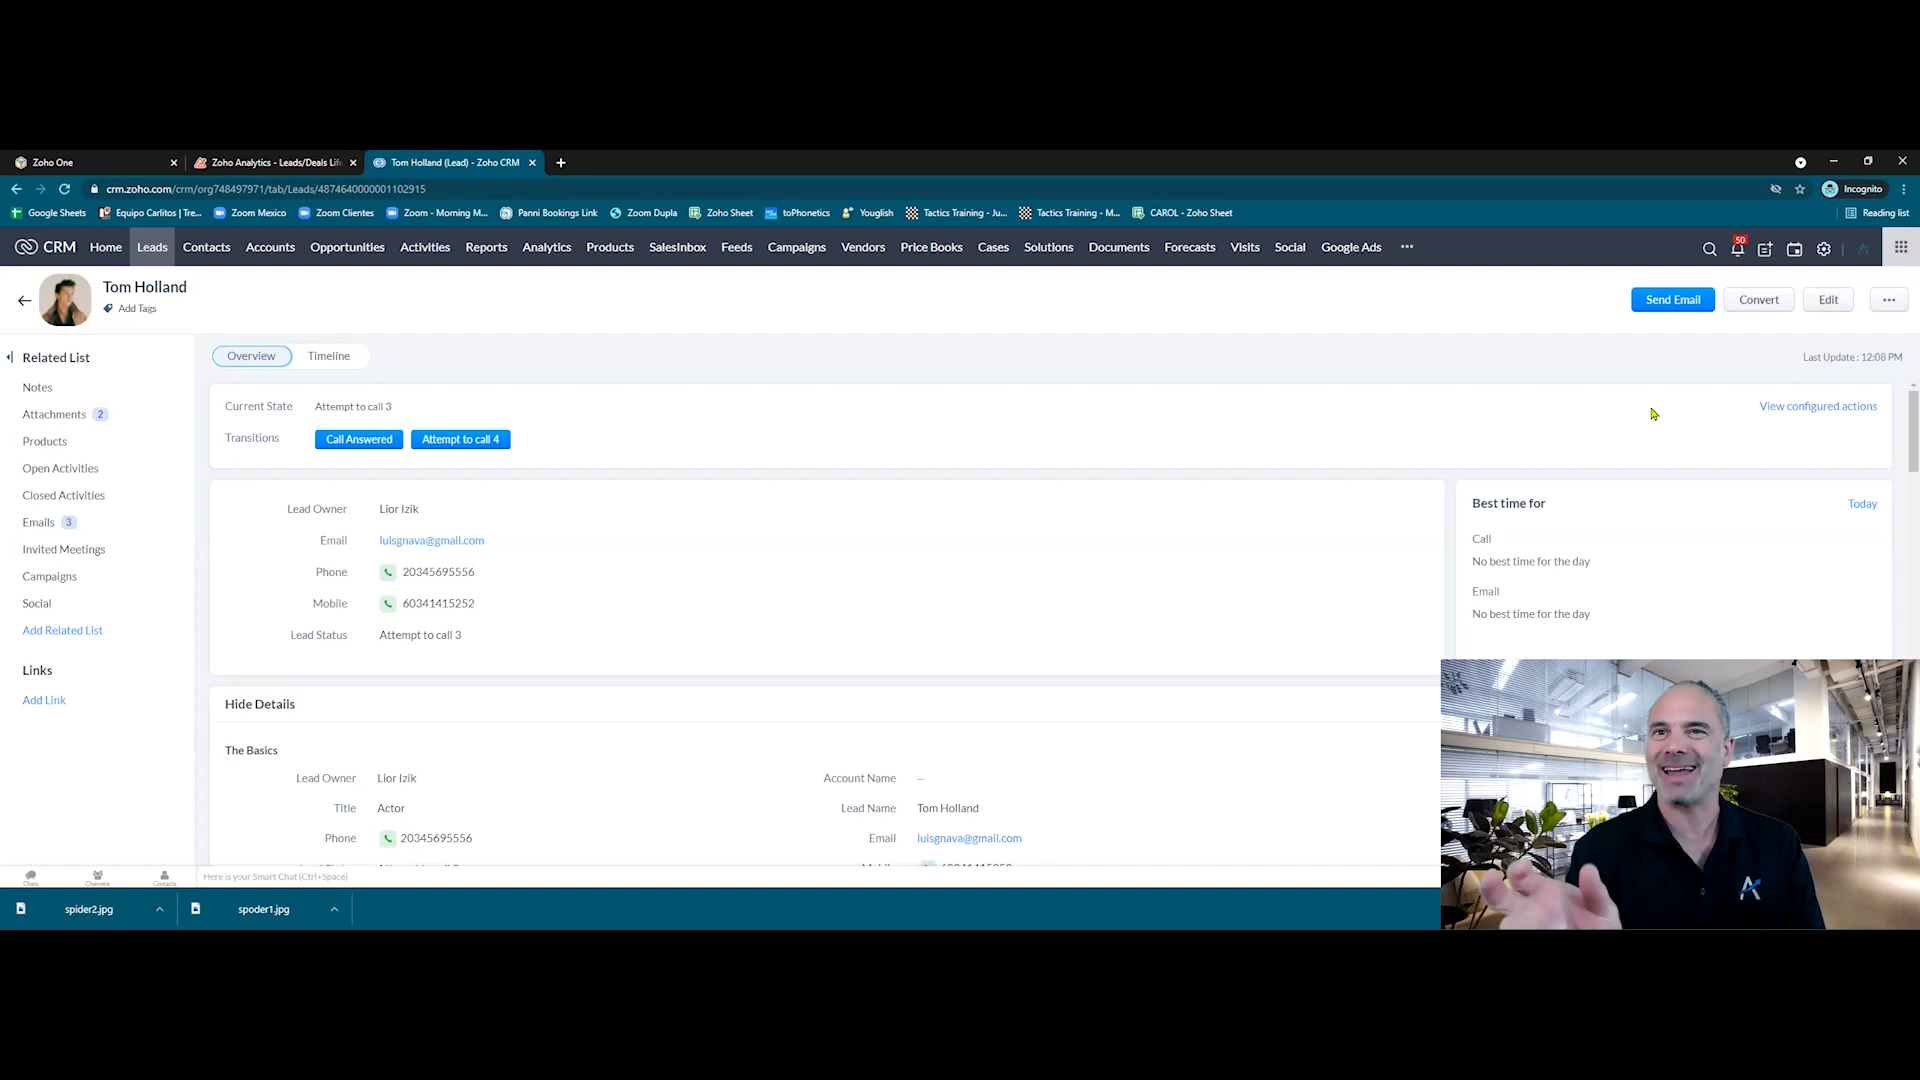 Zoho One
Zoho Analytics - Leads/Deals Life
Tom Holland (Lead) - Zoho CRM
crm.zoho.com/crm/org748497971/tab/Leads/4874640000001102915
Incognito
Google Sheets
Equipo Carlitos | Tre...
Zoom Mexico
Zoom Clientes
Zoom - Morning M...
Panni Bookings Link
Zoom Dupla
Zoho Sheet
toPhonetics
Youglish
Tactics Training - Ju...
Tactics Training - M...
CAROL - Zoho Sheet
Reading list
CRM
Home
Leads
Contacts
Accounts
Opportunities
Activities
Reports
Analytics
Products
SalesInbox
Feeds
Campaigns
Vendors
Price Books
Cases
Solutions
Documents
Forecasts
Visits
Social
Google Ads
50
Tom Holland
Add Tags
Send Email
Convert
Edit
Related List
Notes
Attachments 2
Products
Open Activities
Closed Activities
Emails 3
Invited Meetings
Campaigns
Social
Add Related List
Links
Add Link
Overview
Timeline
Last Update : 12:08 PM
Current State Attempt to call 3
View configured actions
Transitions Call Answered Attempt to call 4
Lead Owner Lior Izik
Email luisgnava@gmail.com
Phone 20345695556
Mobile 60341415252
Lead Status Attempt to call 3
Best time for Today
Call
No best time for the day
Email
No best time for the day
Hide Details
The Basics
Lead Owner Lior Izik
Account Name —
Title Actor
Lead Name Tom Holland
Phone 20345695556
Email luisgnava@gmail.com
Chats
Channels
Contacts
Here is your Smart Chat (Ctrl+Space)
spider2.jpg
spoder1.jpg